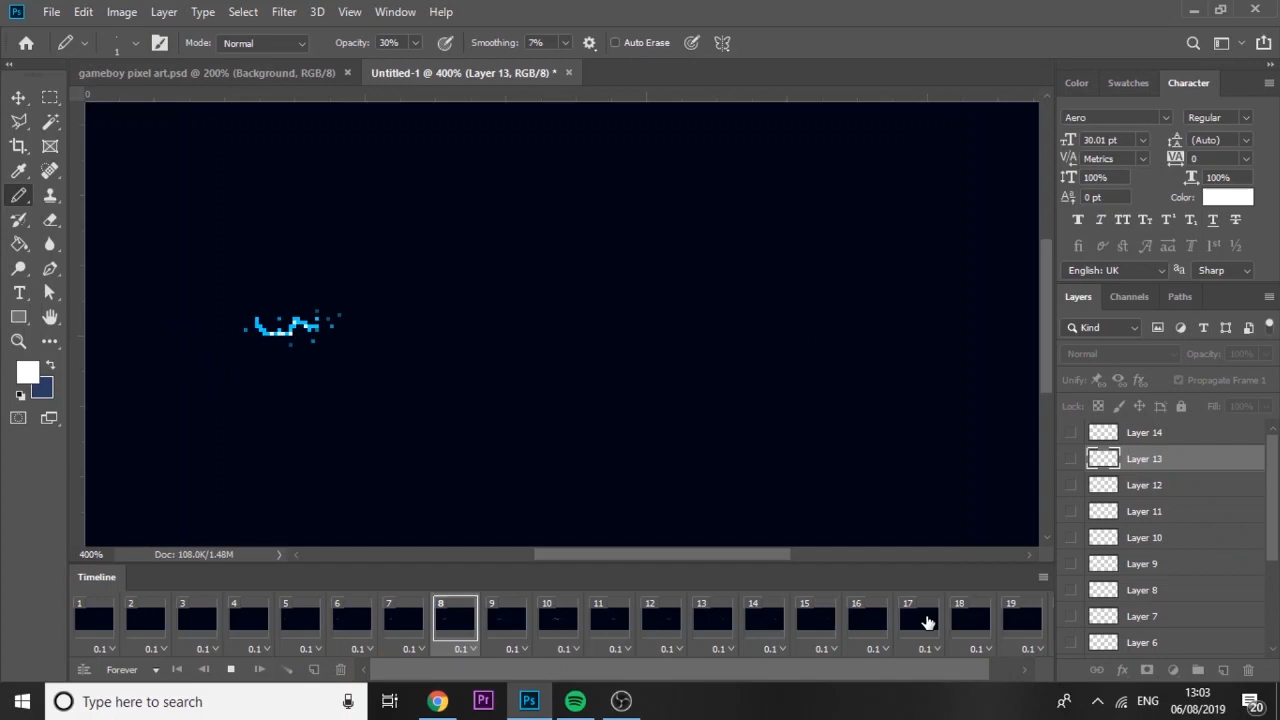 Ps File Edit Image Layer Type Select Filter 3D View Window Help
1 Mode: Normal Opacity: 30% Smoothing: 7% Auto Erase
gameboy pixel art.psd @ 200% (Background, RGB/8) × Untitled-1 @ 400% (Layer 13, RGB/8) * ×
0
Color Swatches Character
Aero Regular
30.01 pt (Auto)
Metrics 0
100% 100%
0 pt Color:
English: UK Sharp
Layers Channels Paths
Kind
Normal Opacity: 100%
Unify: Propagate Frame 1
Lock: Fill: 100%
Layer 14
Layer 13
Layer 12
Layer 11
Layer 10
Layer 9
Layer 8
Layer 7
Layer 6
400% Doc: 108.0K/1.48M
Timeline
1 2 3 4 5 6 7 8 9 10 11 12 13 14 15 16 17 18 19
0.1 0.1 0.1 0.1 0.1 0.1 0.1 0.1 0.1 0.1 0.1 0.1 0.1 0.1 0.1 0.1 0.1 0.1 0.1
Forever
Type here to search Pr Ps ENG 13:03
06/08/2019 20